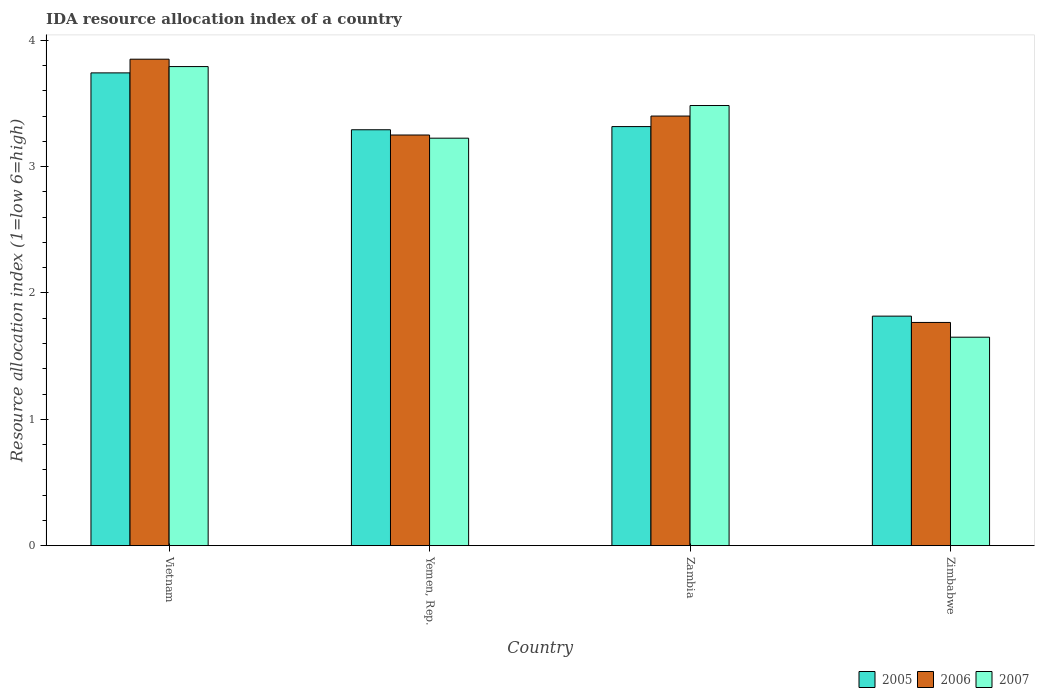 IDA resource allocation index of a country
Resource allocation index (1=low 6=high)
4
3
2
1
0
Vietnam
Yemen, Rep.
Zambia
Zimbabwe
Country
2005
2006
2007